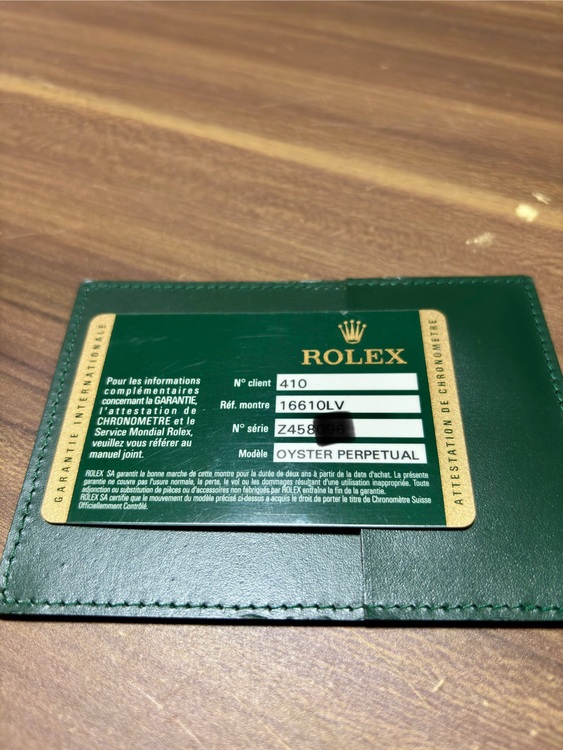 GARANTIE INTERNATIONALE
ROLEX
Pour les informations
complémentaires
concernant la GARANTIE,
l'attestation de
CHRONOMETRE et le
Service Mondial Rolex,
veuillez vous référer au
manuel joint.
N° client 410
Réf. montre 16610LV
N° série Z458
Modèle OYSTER PERPETUAL
ROLEX SA garantit la bonne marche de cette montre pour la durée de deux ans à partir de la date d'achat. La présente
garantie ne couvre pas l'usure normale, la perte, le vol ou les dommages résultant d'une utilisation inappropriée. Toute
adjonction ou substitution de pièces ou d'accessoires non fabriqués par ROLEX entraîne la fin de la garantie.
ROLEX SA certifie que le mouvement du modèle précisé ci-dessus a acquis le droit de porter le titre de Chronomètre Suisse
Officiellement Contrôlé.
ATTESTATION DE CHRONOMETRE